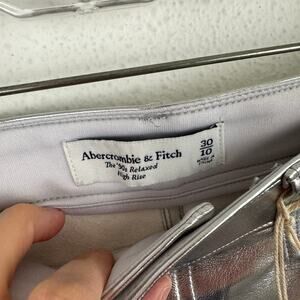 Abercrombie & Fitch
The '90s Relaxed
High Rise
30
10